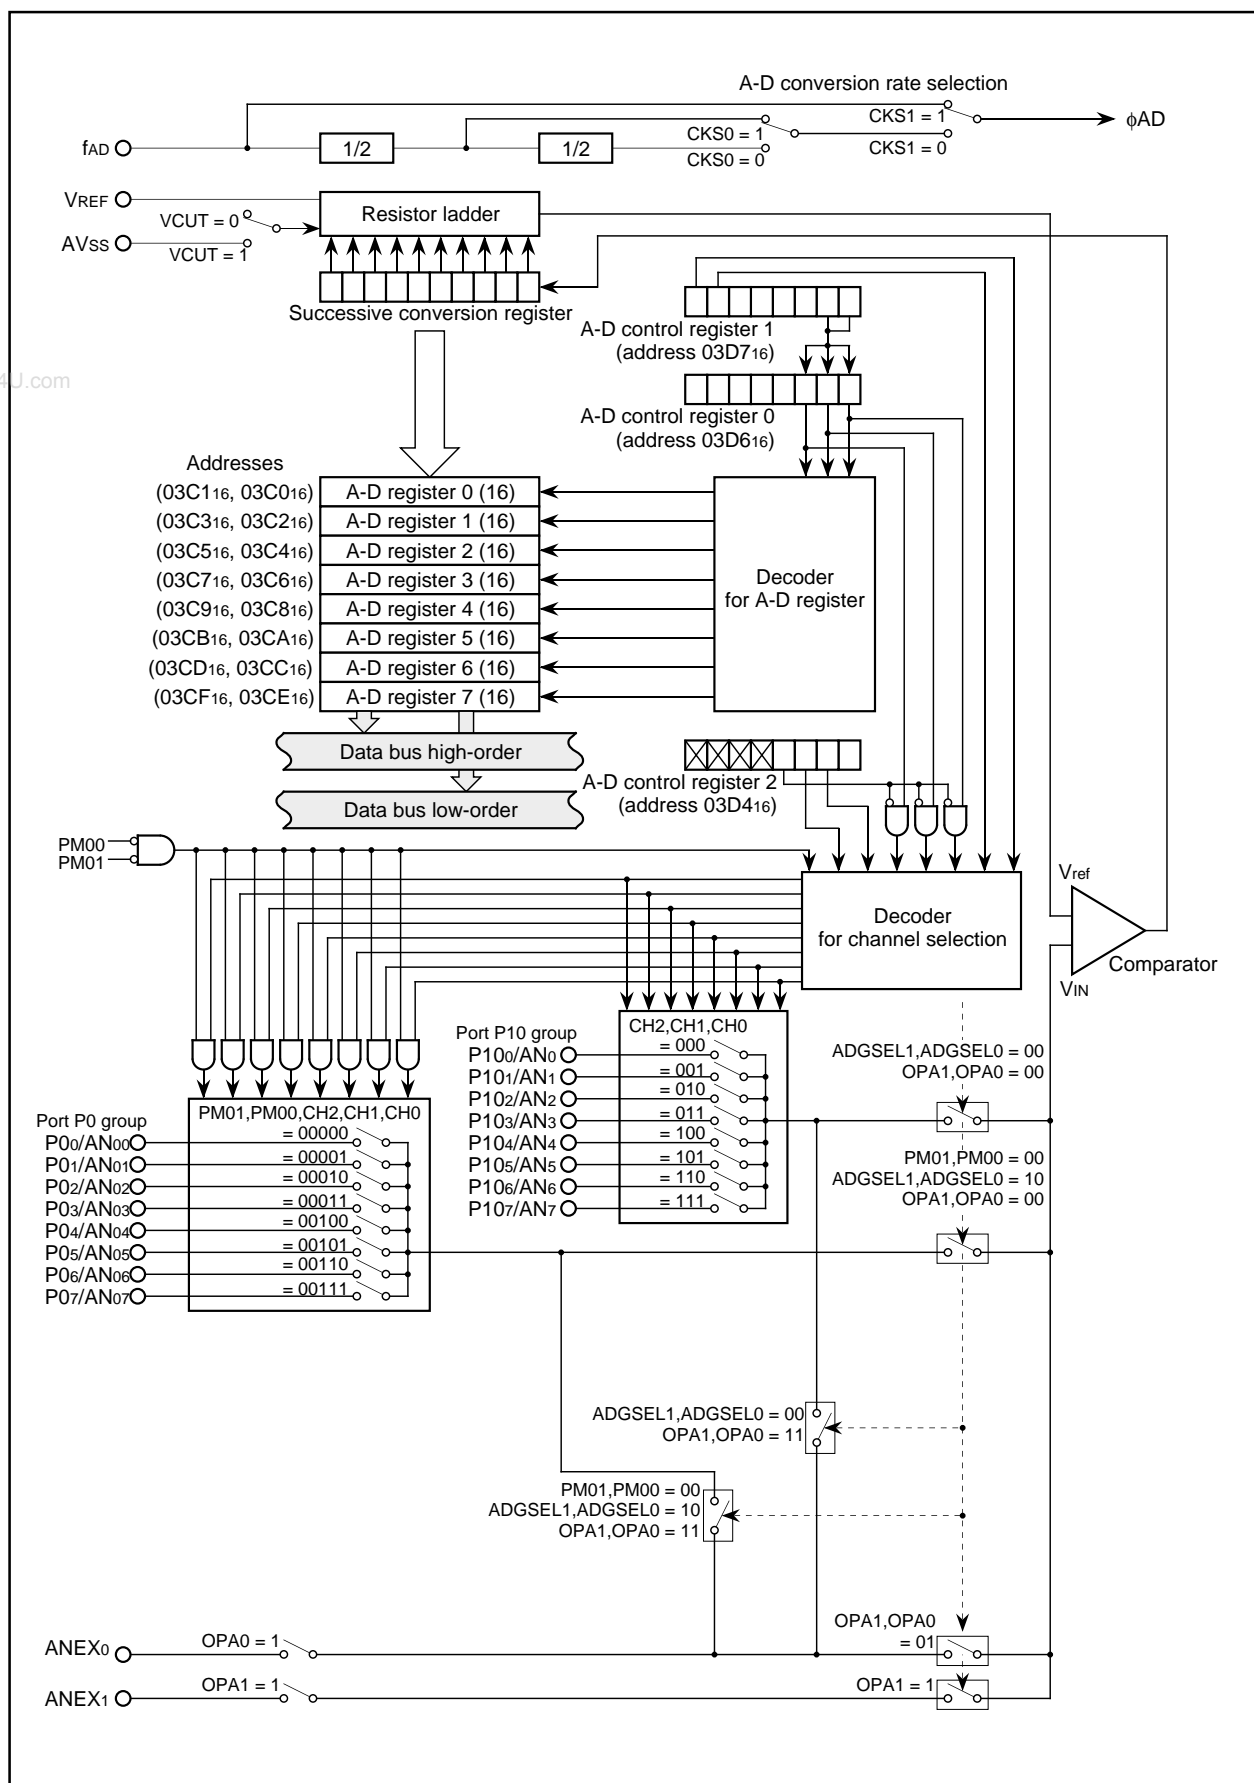 A-D conversion rate selection
CKS1 = 1
φAD
fAD
1/2
1/2
CKS0 = 1
CKS0 = 0
CKS1 = 0
VREF
Resistor ladder
VCUT = 0
AVSS
VCUT = 1
Successive conversion register
A-D control register 1
(address 03D716)
4U.com
A-D control register 0
(address 03D616)
Addresses
(03C116, 03C016)
A-D register 0 (16)
(03C316, 03C216)
A-D register 1 (16)
(03C516, 03C416)
A-D register 2 (16)
(03C716, 03C616)
A-D register 3 (16)
(03C916, 03C816)
A-D register 4 (16)
(03CB16, 03CA16)
A-D register 5 (16)
(03CD16, 03CC16)
A-D register 6 (16)
(03CF16, 03CE16)
A-D register 7 (16)
Decoder
for A-D register
Data bus high-order
Data bus low-order
A-D control register 2
(address 03D416)
PM00
PM01
Decoder
for channel selection
Vref
Comparator
VIN
Port P10 group
CH2,CH1,CH0
P100/AN0
= 000
P101/AN1
= 001
P102/AN2
= 010
P103/AN3
= 011
P104/AN4
= 100
P105/AN5
= 101
P106/AN6
= 110
P107/AN7
= 111
ADGSEL1,ADGSEL0 = 00
OPA1,OPA0 = 00
Port P0 group
PM01,PM00,CH2,CH1,CH0
P00/AN00
= 00000
P01/AN01
= 00001
P02/AN02
= 00010
P03/AN03
= 00011
P04/AN04
= 00100
P05/AN05
= 00101
P06/AN06
= 00110
P07/AN07
= 00111
PM01,PM00 = 00
ADGSEL1,ADGSEL0 = 10
OPA1,OPA0 = 00
ADGSEL1,ADGSEL0 = 00
OPA1,OPA0 = 11
PM01,PM00 = 00
ADGSEL1,ADGSEL0 = 10
OPA1,OPA0 = 11
OPA1,OPA0
= 01
ANEX0
OPA0 = 1
ANEX1
OPA1 = 1
OPA1 = 1